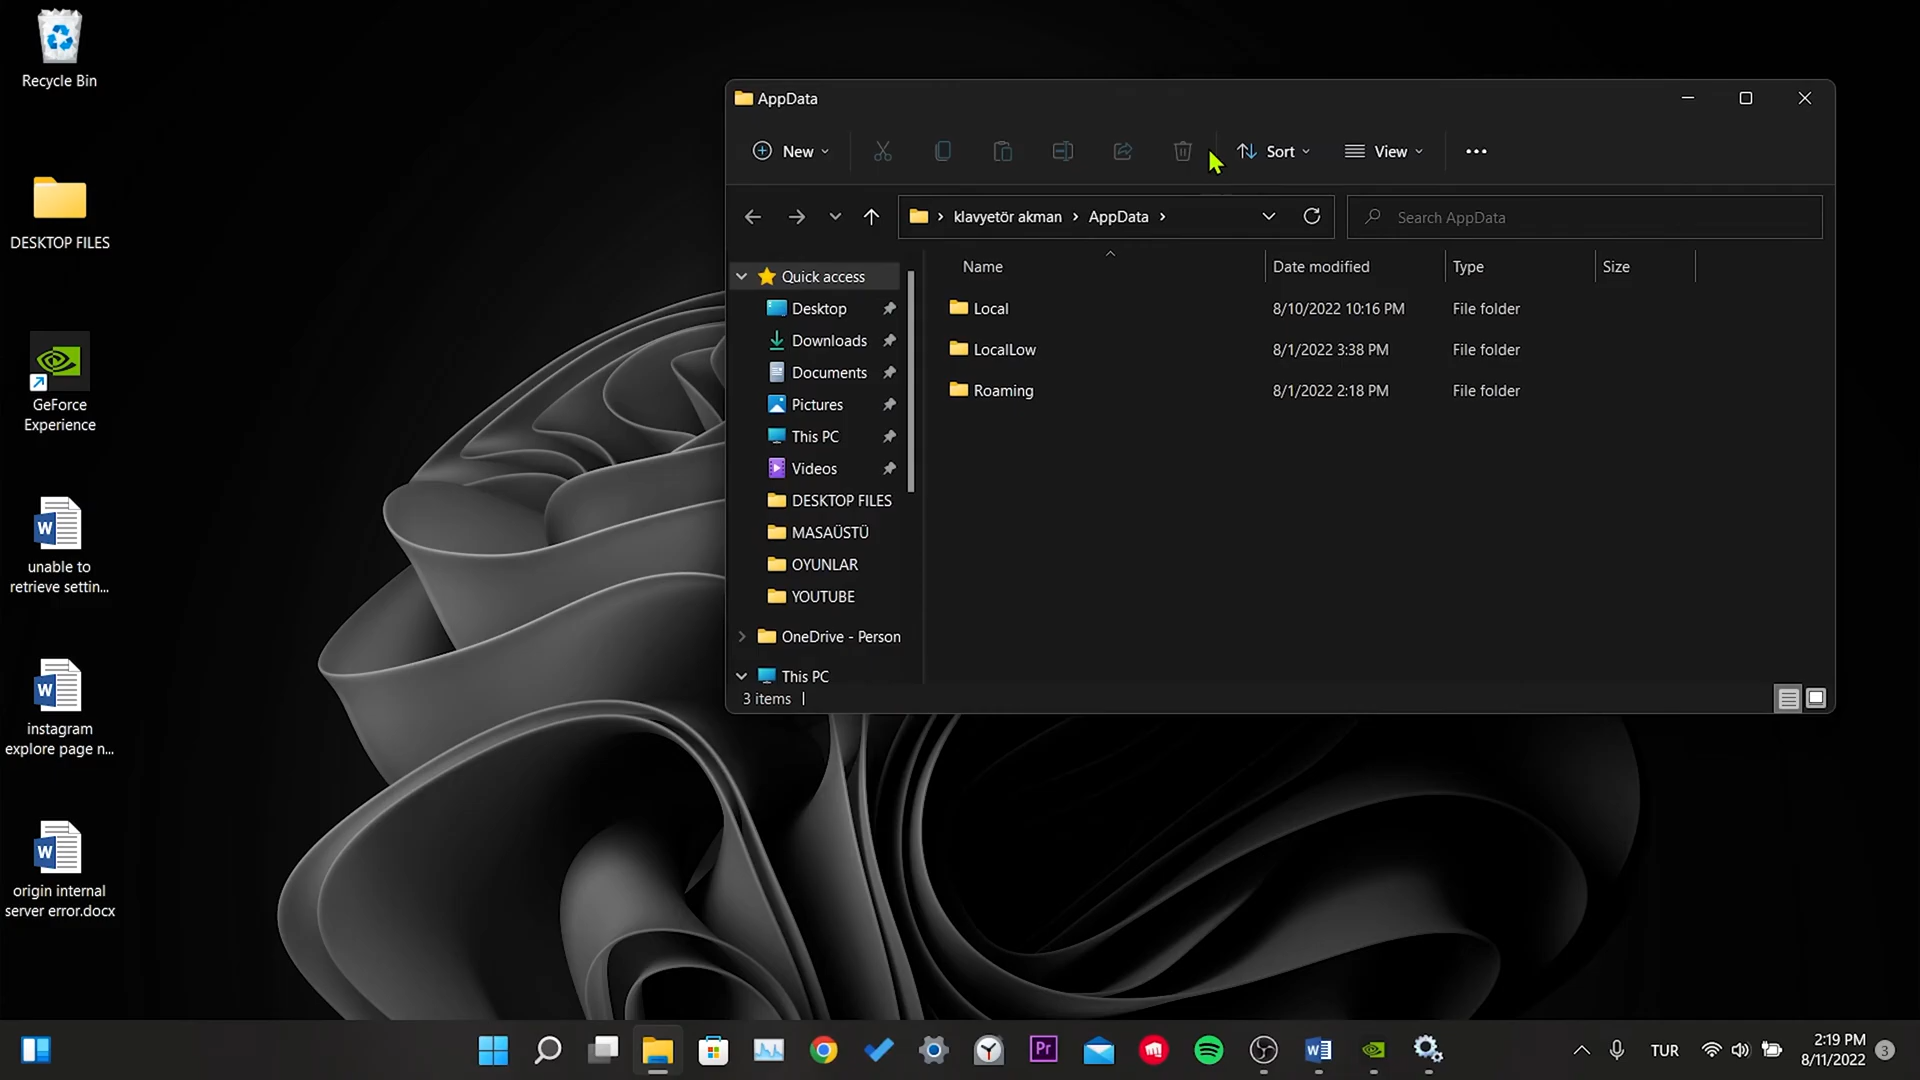 Recycle Bin
DESKTOP FILES
GeForce
Experience
unable to
retrieve settin...
instagram
explore page n...
origin internal
server error.docx
AppData
New
Sort
View
klavyetör akman
AppData
Search AppData
Name
Date modified
Type
Size
Local
8/10/2022 10:16 PM
File folder
LocalLow
8/1/2022 3:38 PM
File folder
Roaming
8/1/2022 2:18 PM
File folder
Quick access
Desktop
Downloads
Documents
Pictures
This PC
Videos
DESKTOP FILES
MASAÜSTÜ
OYUNLAR
YOUTUBE
OneDrive - Person
This PC
3 items
W
W
W
Pr
TUR
2:19 PM
8/11/2022
3